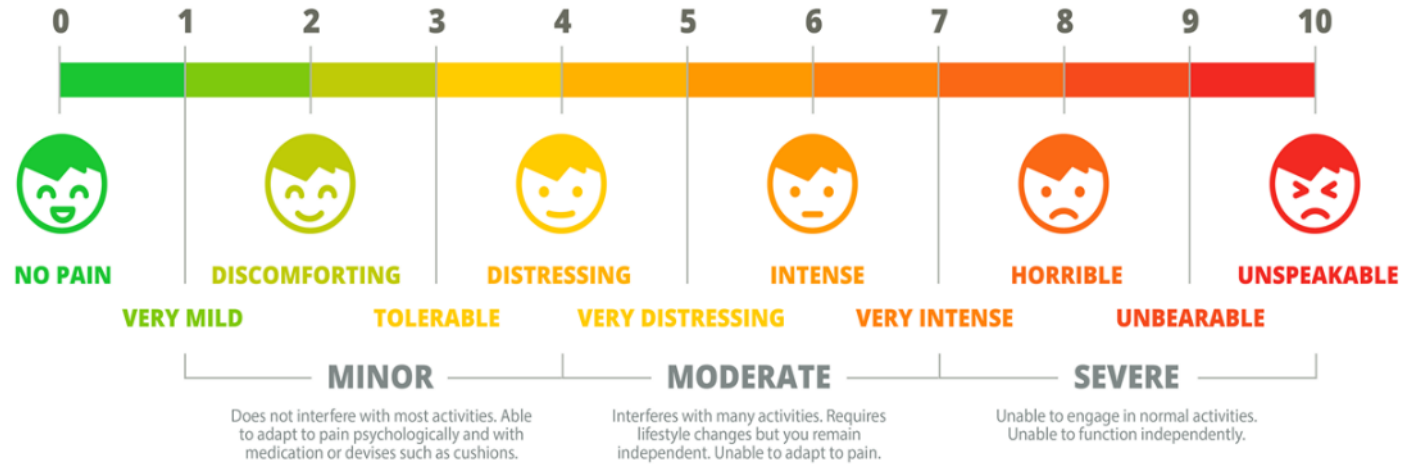 0 1 2 3 4 5 6 7 8 9 10
NO PAIN DISCOMFORTING DISTRESSING INTENSE HORRIBLE UNSPEAKABLE
VERY MILD TOLERABLE VERY DISTRESSING VERY INTENSE UNBEARABLE
MINOR MODERATE SEVERE
Does not interfere with most activities. Able
to adapt to pain psychologically and with
medication or devises such as cushions.
Interferes with many activities. Requires
lifestyle changes but you remain
independent. Unable to adapt to pain.
Unable to engage in normal activities.
Unable to function independently.